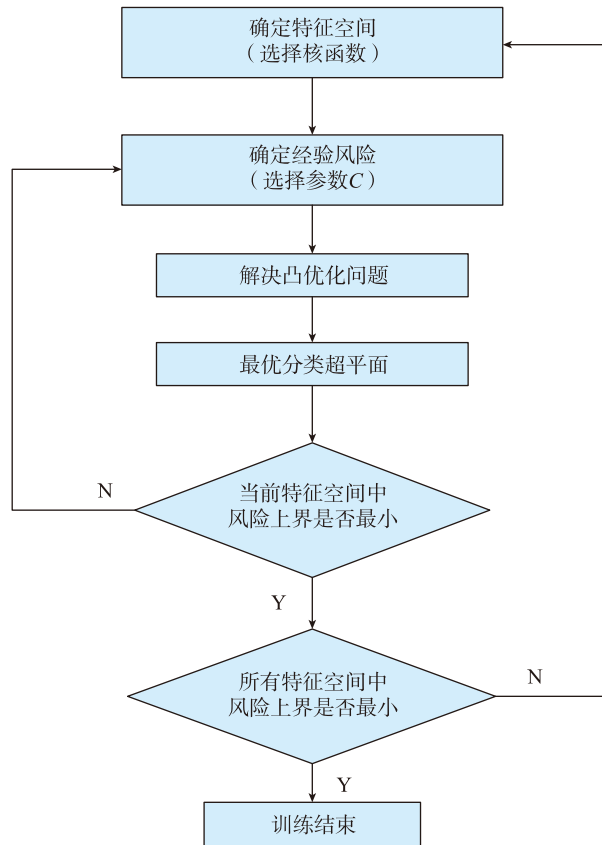 确定特征空间
（选择核函数）
确定经验风险
（选择参数C）
解决凸优化问题
最优分类超平面
当前特征空间中
风险上界是否最小
N
Y
所有特征空间中
风险上界是否最小
N
Y
训练结束